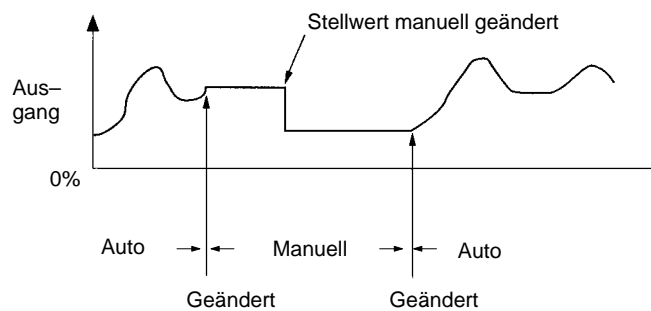 Stellwert manuell geändert
Aus–
gang
0%
Auto
Manuell
Auto
Geändert
Geändert